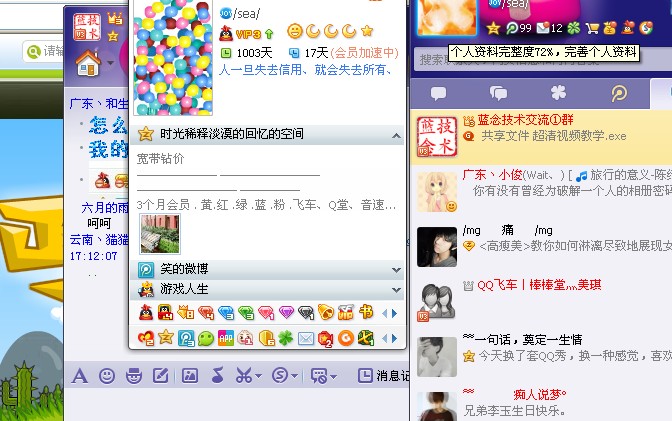 请输
蓝技
念术
广东、和生
怎么
我的
六月的雨
呵呵
云南、猫猫
17:12:07
/sea/
VIP3
1003天
17天(会员加速中)
人一旦失去信用、就会失去所有、
时光稀释淡漠的回忆的空间
宽带钻价
3个月会员 . 黄.红 .绿 .蓝 .粉 .飞车、Q堂、音速...
笑的微博
游戏人生
消息记
/sea/
99
12
个人资料完整度72%，完善个人资料
蓝技
念术
蓝念技术交流①群
共享文件 超清视频教学.exe
广东、小俊(Wait、) [ 旅行的意义-陈绮
你有没有曾经为破解一个人的相册密码
/mg 痛 /mg
<高瘦美>教你如何淋漓尽致地展现女
QQ飞车丨棒棒堂灬美琪
一句话，奠定一生情
今天换了套QQ秀，换一种感觉，喜欢
痴人说梦°
兄弟李玉生日快乐。